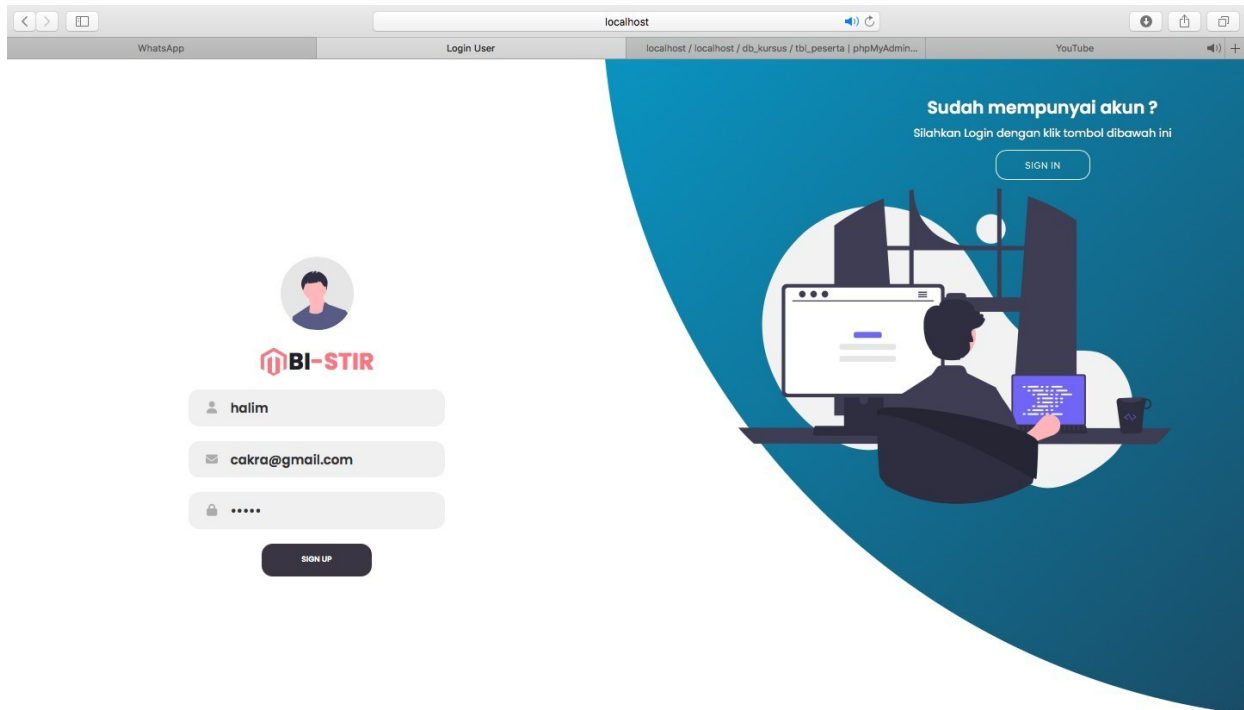 localhost
WhatsApp
Login User
localhost / localhost / db_kursus / tbl_peserta | phpMyAdmin...
YouTube
Sudah mempunyai akun ?
Silahkan Login dengan klik tombol dibawah ini
SIGN IN
BI-STIR
halim
cakra@gmail.com
•••••
SIGN UP